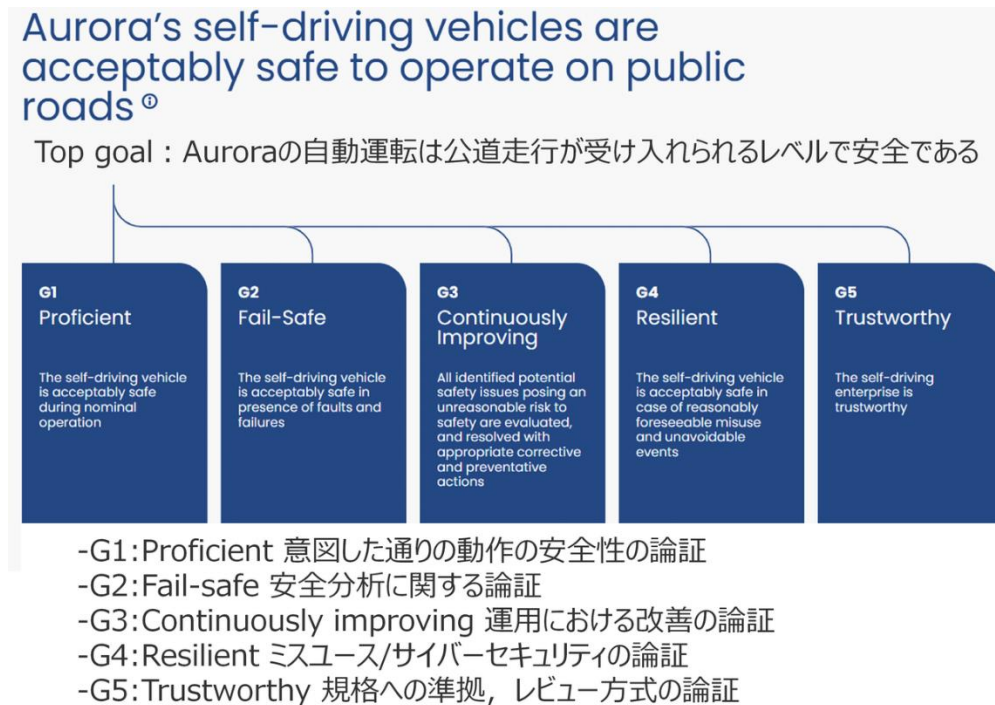 Aurora's self-driving vehicles are
acceptably safe to operate on public
roads ⓘ
Top goal : Auroraの自動運転は公道走行が受け入れられるレベルで安全である
G1
Proficient
The self-driving vehicle
is acceptably safe
during nominal
operation
G2
Fail-Safe
The self-driving vehicle
is acceptably safe in
presence of faults and
failures
G3
Continuously
Improving
All identified potential
safety issues posing an
unreasonable risk to
safety are evaluated,
and resolved with
appropriate corrective
and preventative
actions
G4
Resilient
The self-driving vehicle
is acceptably safe in
case of reasonably
foreseeable misuse
and unavoidable
events
G5
Trustworthy
The self-driving
enterprise is
trustworthy
-G1:Proficient 意図した通りの動作の安全性の論証
-G2:Fail-safe 安全分析に関する論証
-G3:Continuously improving 運用における改善の論証
-G4:Resilient ミスユース/サイバーセキュリティの論証
-G5:Trustworthy 規格への準拠，レビュー方式の論証